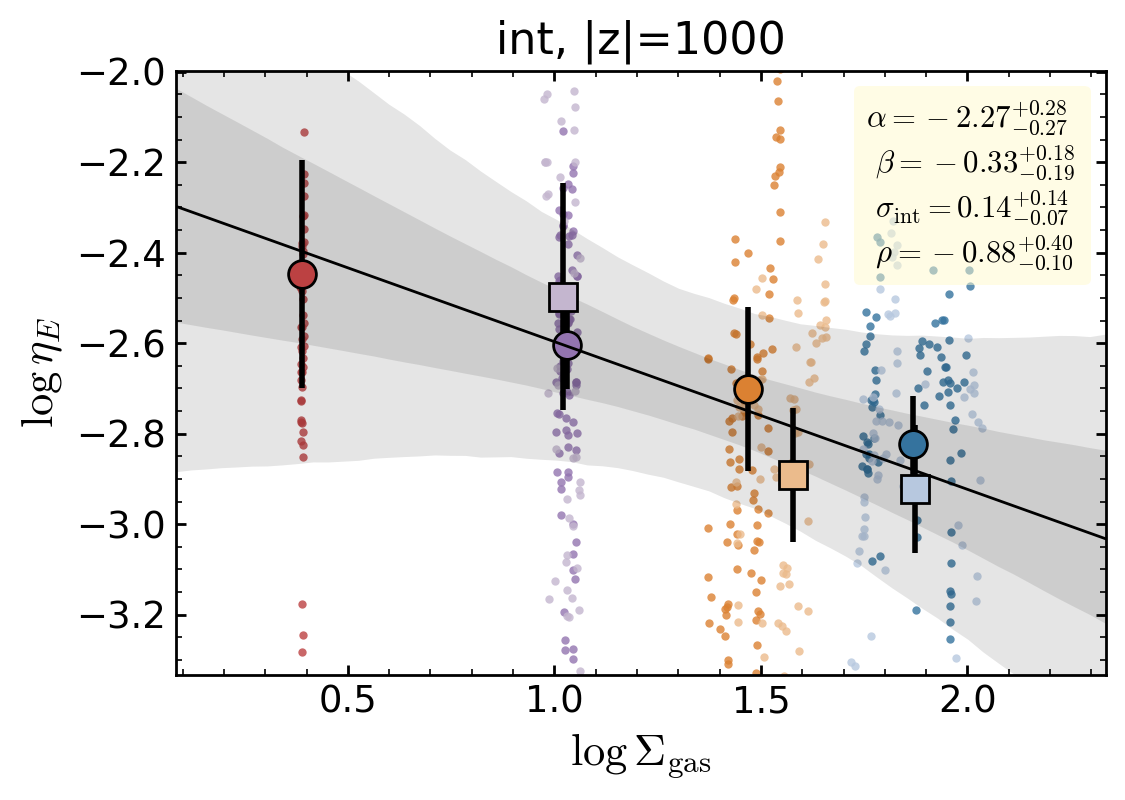 int, |z|=1000
−2.0
−2.2
−2.4
−2.6
−2.8
−3.0
−3.2
log η_E
α = −2.27^{+0.28}_{−0.27}
β = −0.33^{+0.18}_{−0.19}
σ_int = 0.14^{+0.14}_{−0.07}
ρ = −0.88^{+0.40}_{−0.10}
0.5 1.0 1.5 2.0
log Σ_gas